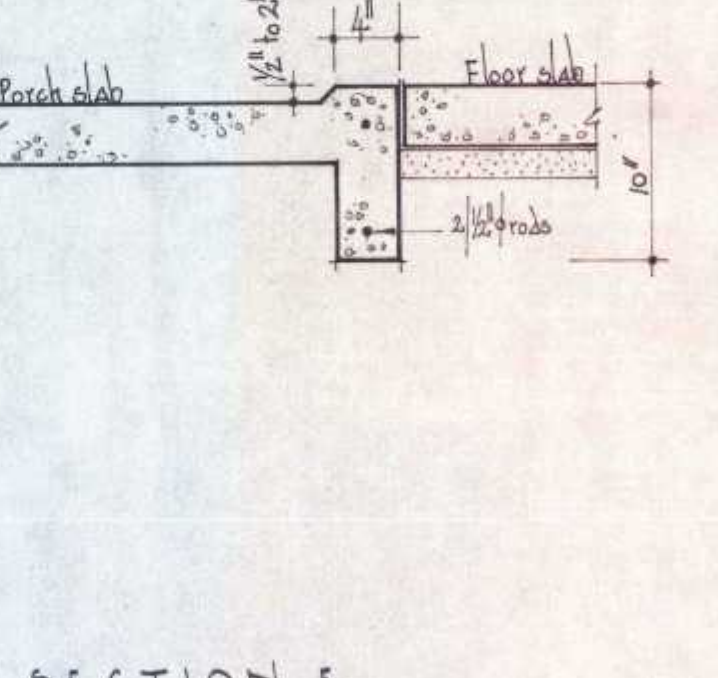 ½" to 2
4"
Porch slab
Floor slab
10"
2 ½"ϕ rods
SECTION